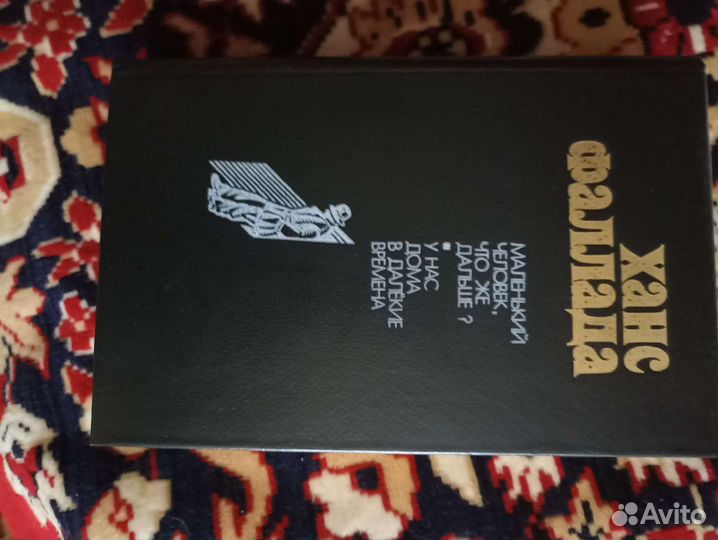 ХАНС
ФАЛЛАДА
МАЛЕНЬКИЙ
ЧЕЛОВЕК,
ЧТО ЖЕ
ДАЛЬШЕ?
У НАС
ДОМА
В ДАЛЕКИЕ
ВРЕМЕНА
Avito